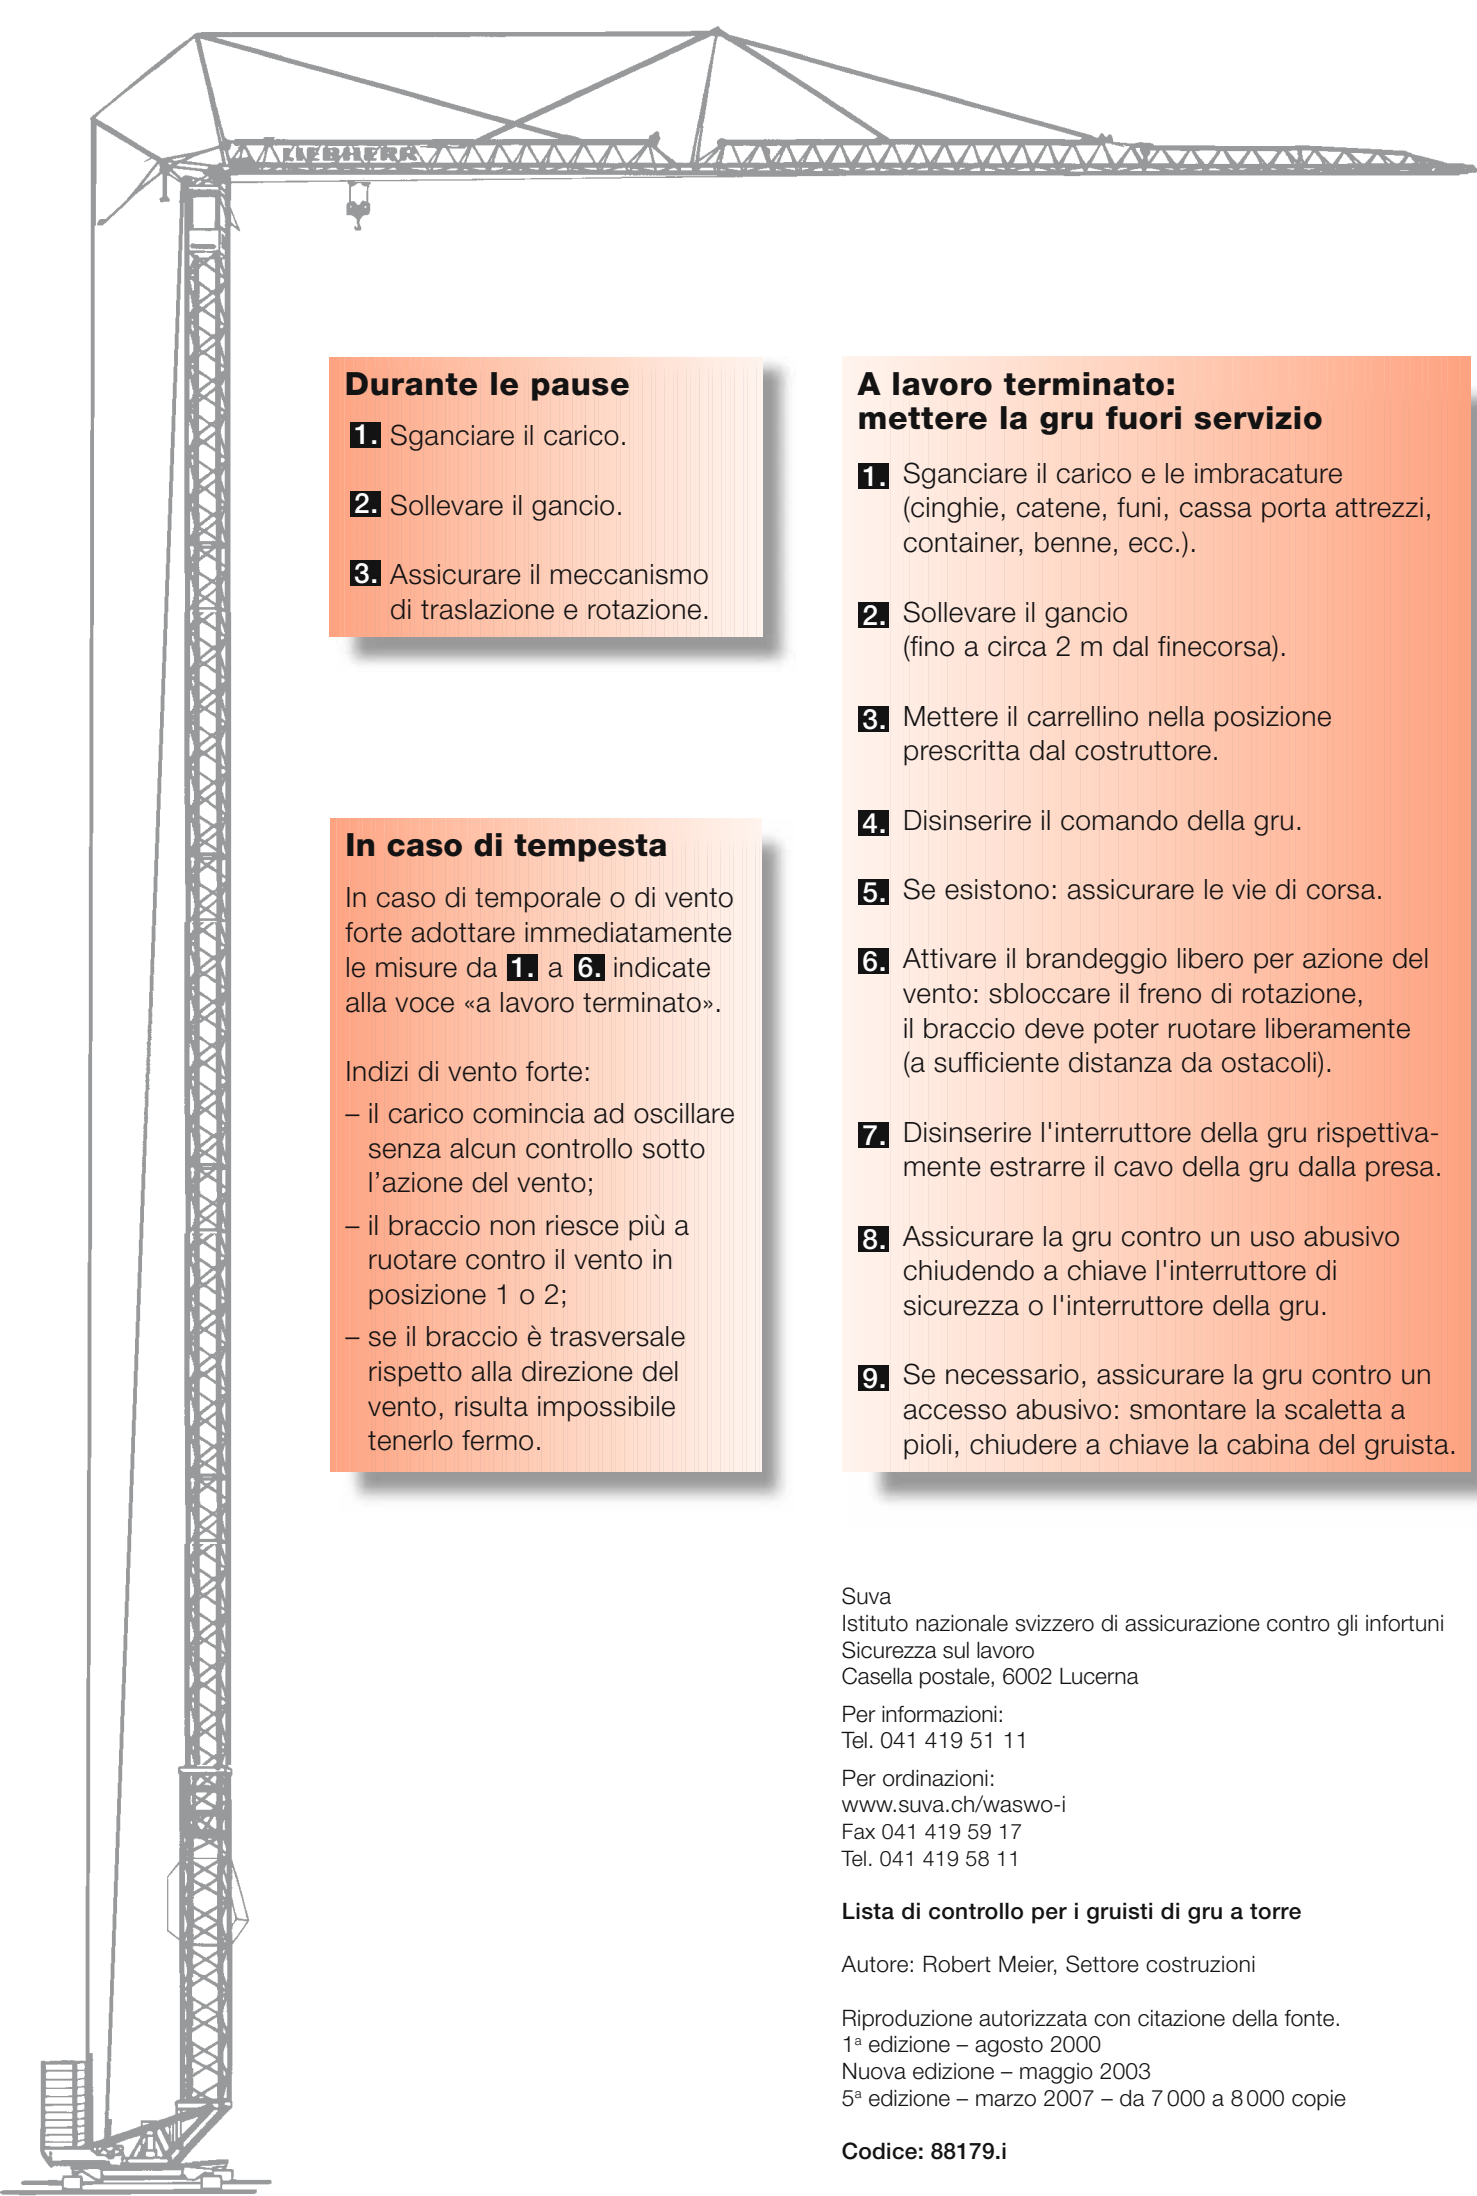 LIEBHERR
Durante le pause
1. Sganciare il carico.
2. Sollevare il gancio.
3. Assicurare il meccanismo
di traslazione e rotazione.
In caso di tempesta
In caso di temporale o di vento
forte adottare immediatamente
le misure da 1. a 6. indicate
alla voce «a lavoro terminato».
Indizi di vento forte:
– il carico comincia ad oscillare
senza alcun controllo sotto
l’azione del vento;
– il braccio non riesce più a
ruotare contro il vento in
posizione 1 o 2;
– se il braccio è trasversale
rispetto alla direzione del
vento, risulta impossibile
tenerlo fermo.
A lavoro terminato:
mettere la gru fuori servizio
1. Sganciare il carico e le imbracature
(cinghie, catene, funi, cassa porta attrezzi,
container, benne, ecc.).
2. Sollevare il gancio
(fino a circa 2 m dal finecorsa).
3. Mettere il carrellino nella posizione
prescritta dal costruttore.
4. Disinserire il comando della gru.
5. Se esistono: assicurare le vie di corsa.
6. Attivare il brandeggio libero per azione del
vento: sbloccare il freno di rotazione,
il braccio deve poter ruotare liberamente
(a sufficiente distanza da ostacoli).
7. Disinserire l'interruttore della gru rispettiva-
mente estrarre il cavo della gru dalla presa.
8. Assicurare la gru contro un uso abusivo
chiudendo a chiave l'interruttore di
sicurezza o l'interruttore della gru.
9. Se necessario, assicurare la gru contro un
accesso abusivo: smontare la scaletta a
pioli, chiudere a chiave la cabina del gruista.
Suva
Istituto nazionale svizzero di assicurazione contro gli infortuni
Sicurezza sul lavoro
Casella postale, 6002 Lucerna
Per informazioni:
Tel. 041 419 51 11
Per ordinazioni:
www.suva.ch/waswo-i
Fax 041 419 59 17
Tel. 041 419 58 11
Lista di controllo per i gruisti di gru a torre
Autore: Robert Meier, Settore costruzioni
Riproduzione autorizzata con citazione della fonte.
1ª edizione – agosto 2000
Nuova edizione – maggio 2003
5ª edizione – marzo 2007 – da 7 000 a 8 000 copie
Codice: 88179.i